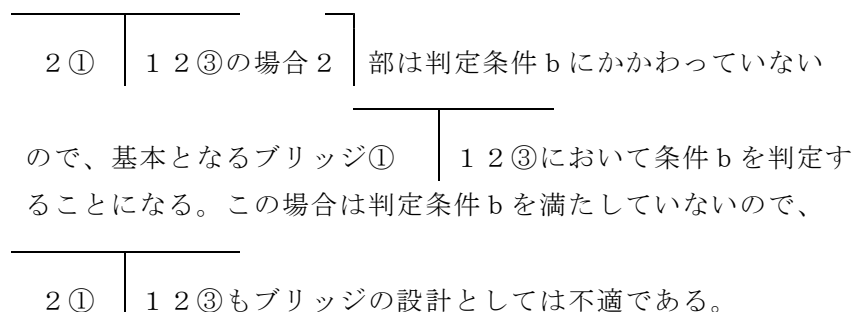 2① 12③の場合2 部は判定条件bにかかわっていない
ので、基本となるブリッジ① 12③において条件bを判定す
ることになる。この場合は判定条件bを満たしていないので、
2① 12③もブリッジの設計としては不適である。